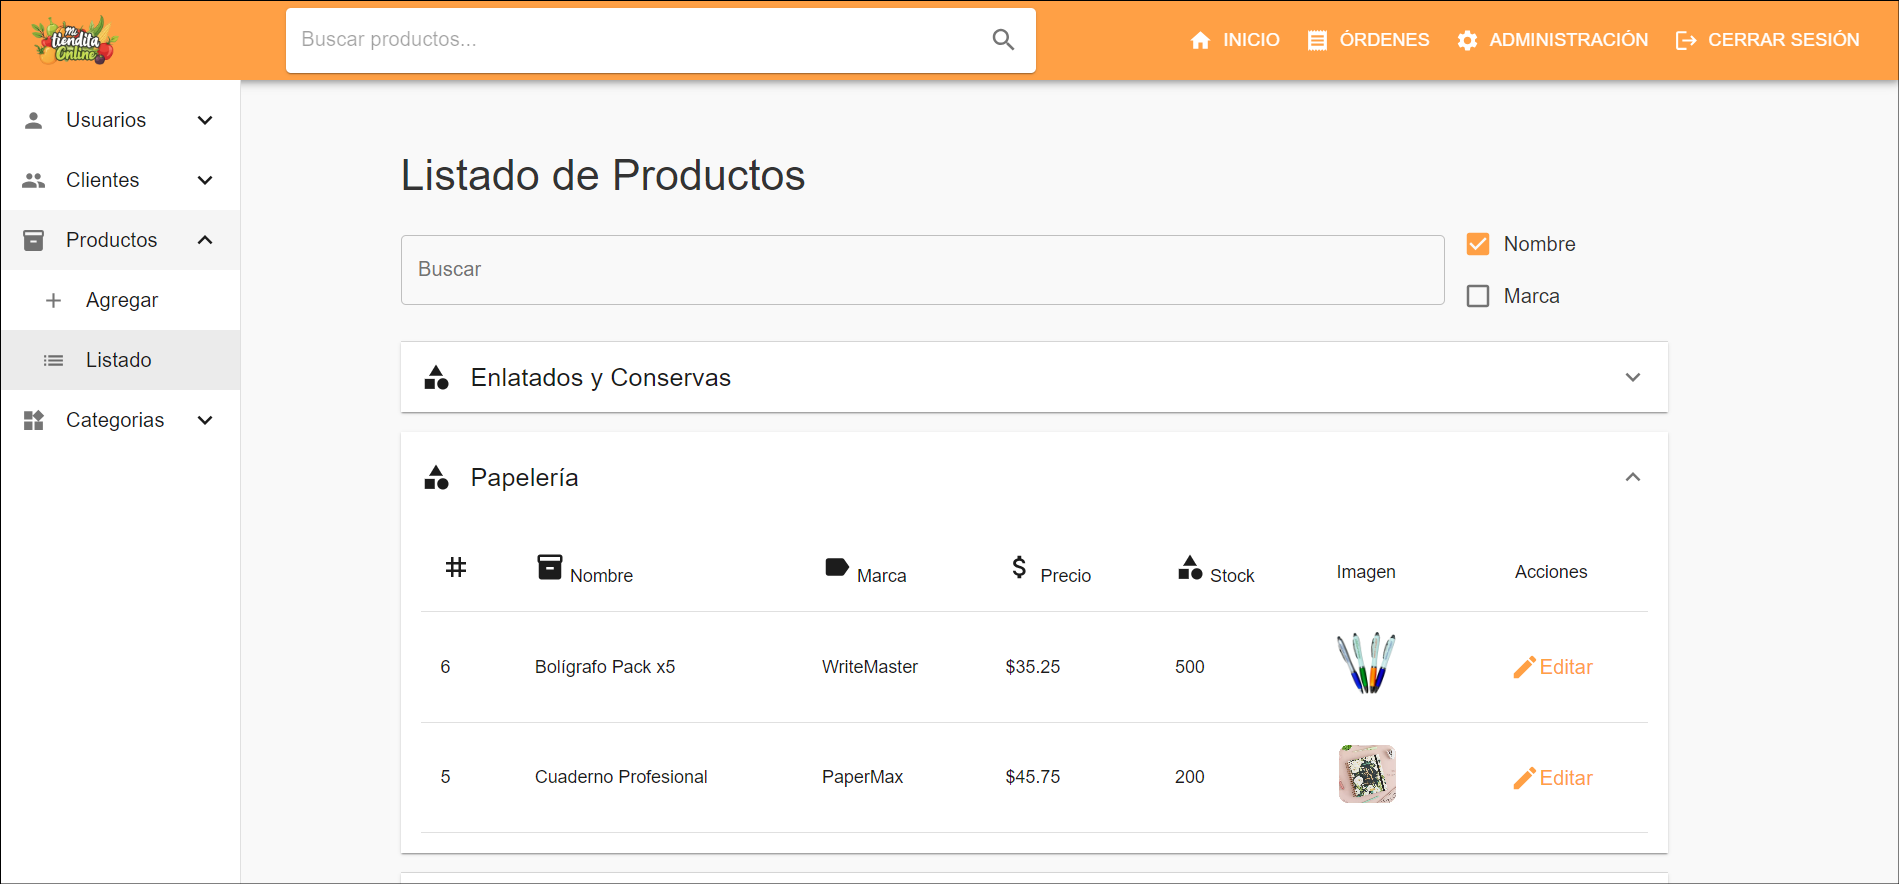 Mi
tiendita
Online
Buscar productos...
INICIO
ÓRDENES
ADMINISTRACIÓN
CERRAR SESIÓN
Usuarios
Clientes
Productos
Agregar
Listado
Categorias
Listado de Productos
Buscar
Nombre
Marca
Enlatados y Conservas
Papelería
# Nombre Marca $ Precio Stock Imagen Acciones
6 Bolígrafo Pack x5 WriteMaster $35.25 500 Editar
5 Cuaderno Profesional PaperMax $45.75 200 Editar